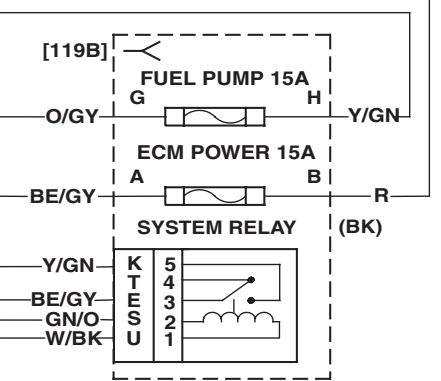 [119B]
FUEL PUMP 15A
G H
O/GY Y/GN
ECM POWER 15A
A B
BE/GY R
SYSTEM RELAY (BK)
Y/GN K 5
T 4
BE/GY E 3
GN/O S 2
W/BK U 1